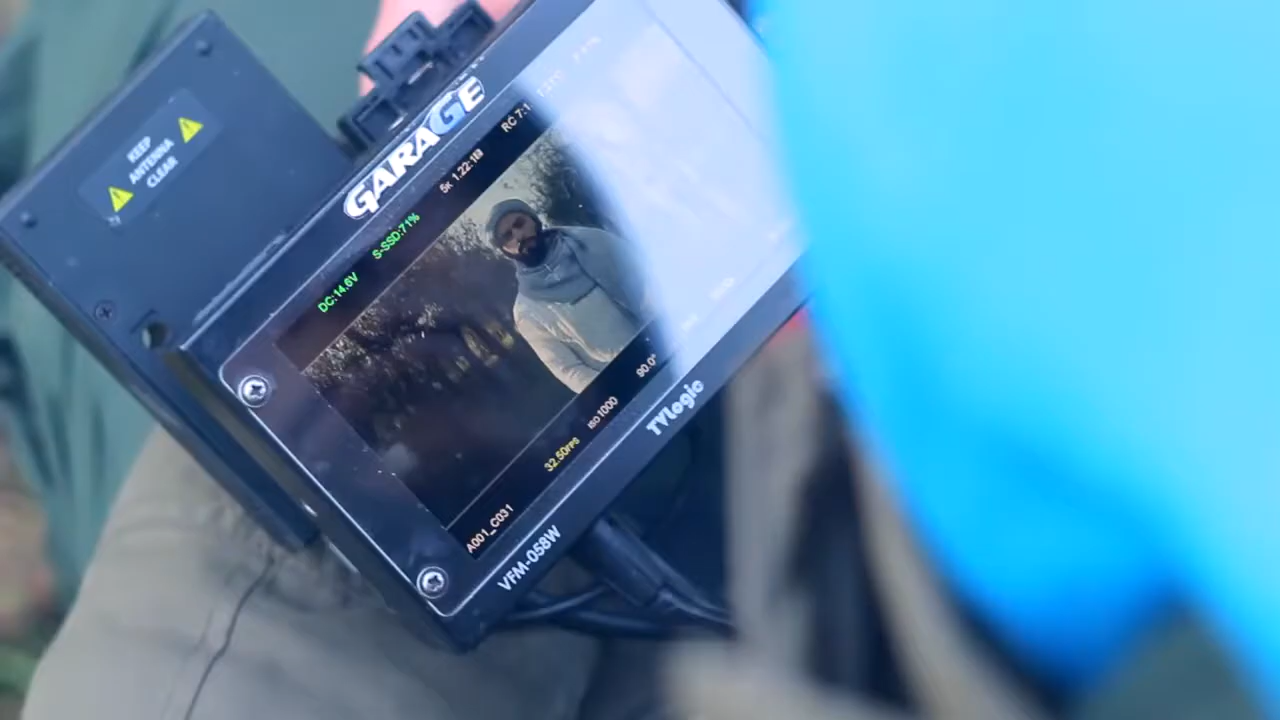 KEEP
ANTENNA
CLEAR
GARAGE
DC:14.6V S-SSD:71% 5K 1.22:1 RC 7:1
A001_C031 32.50FPS ISO1000 90.0°
VFM-058W TVLogic